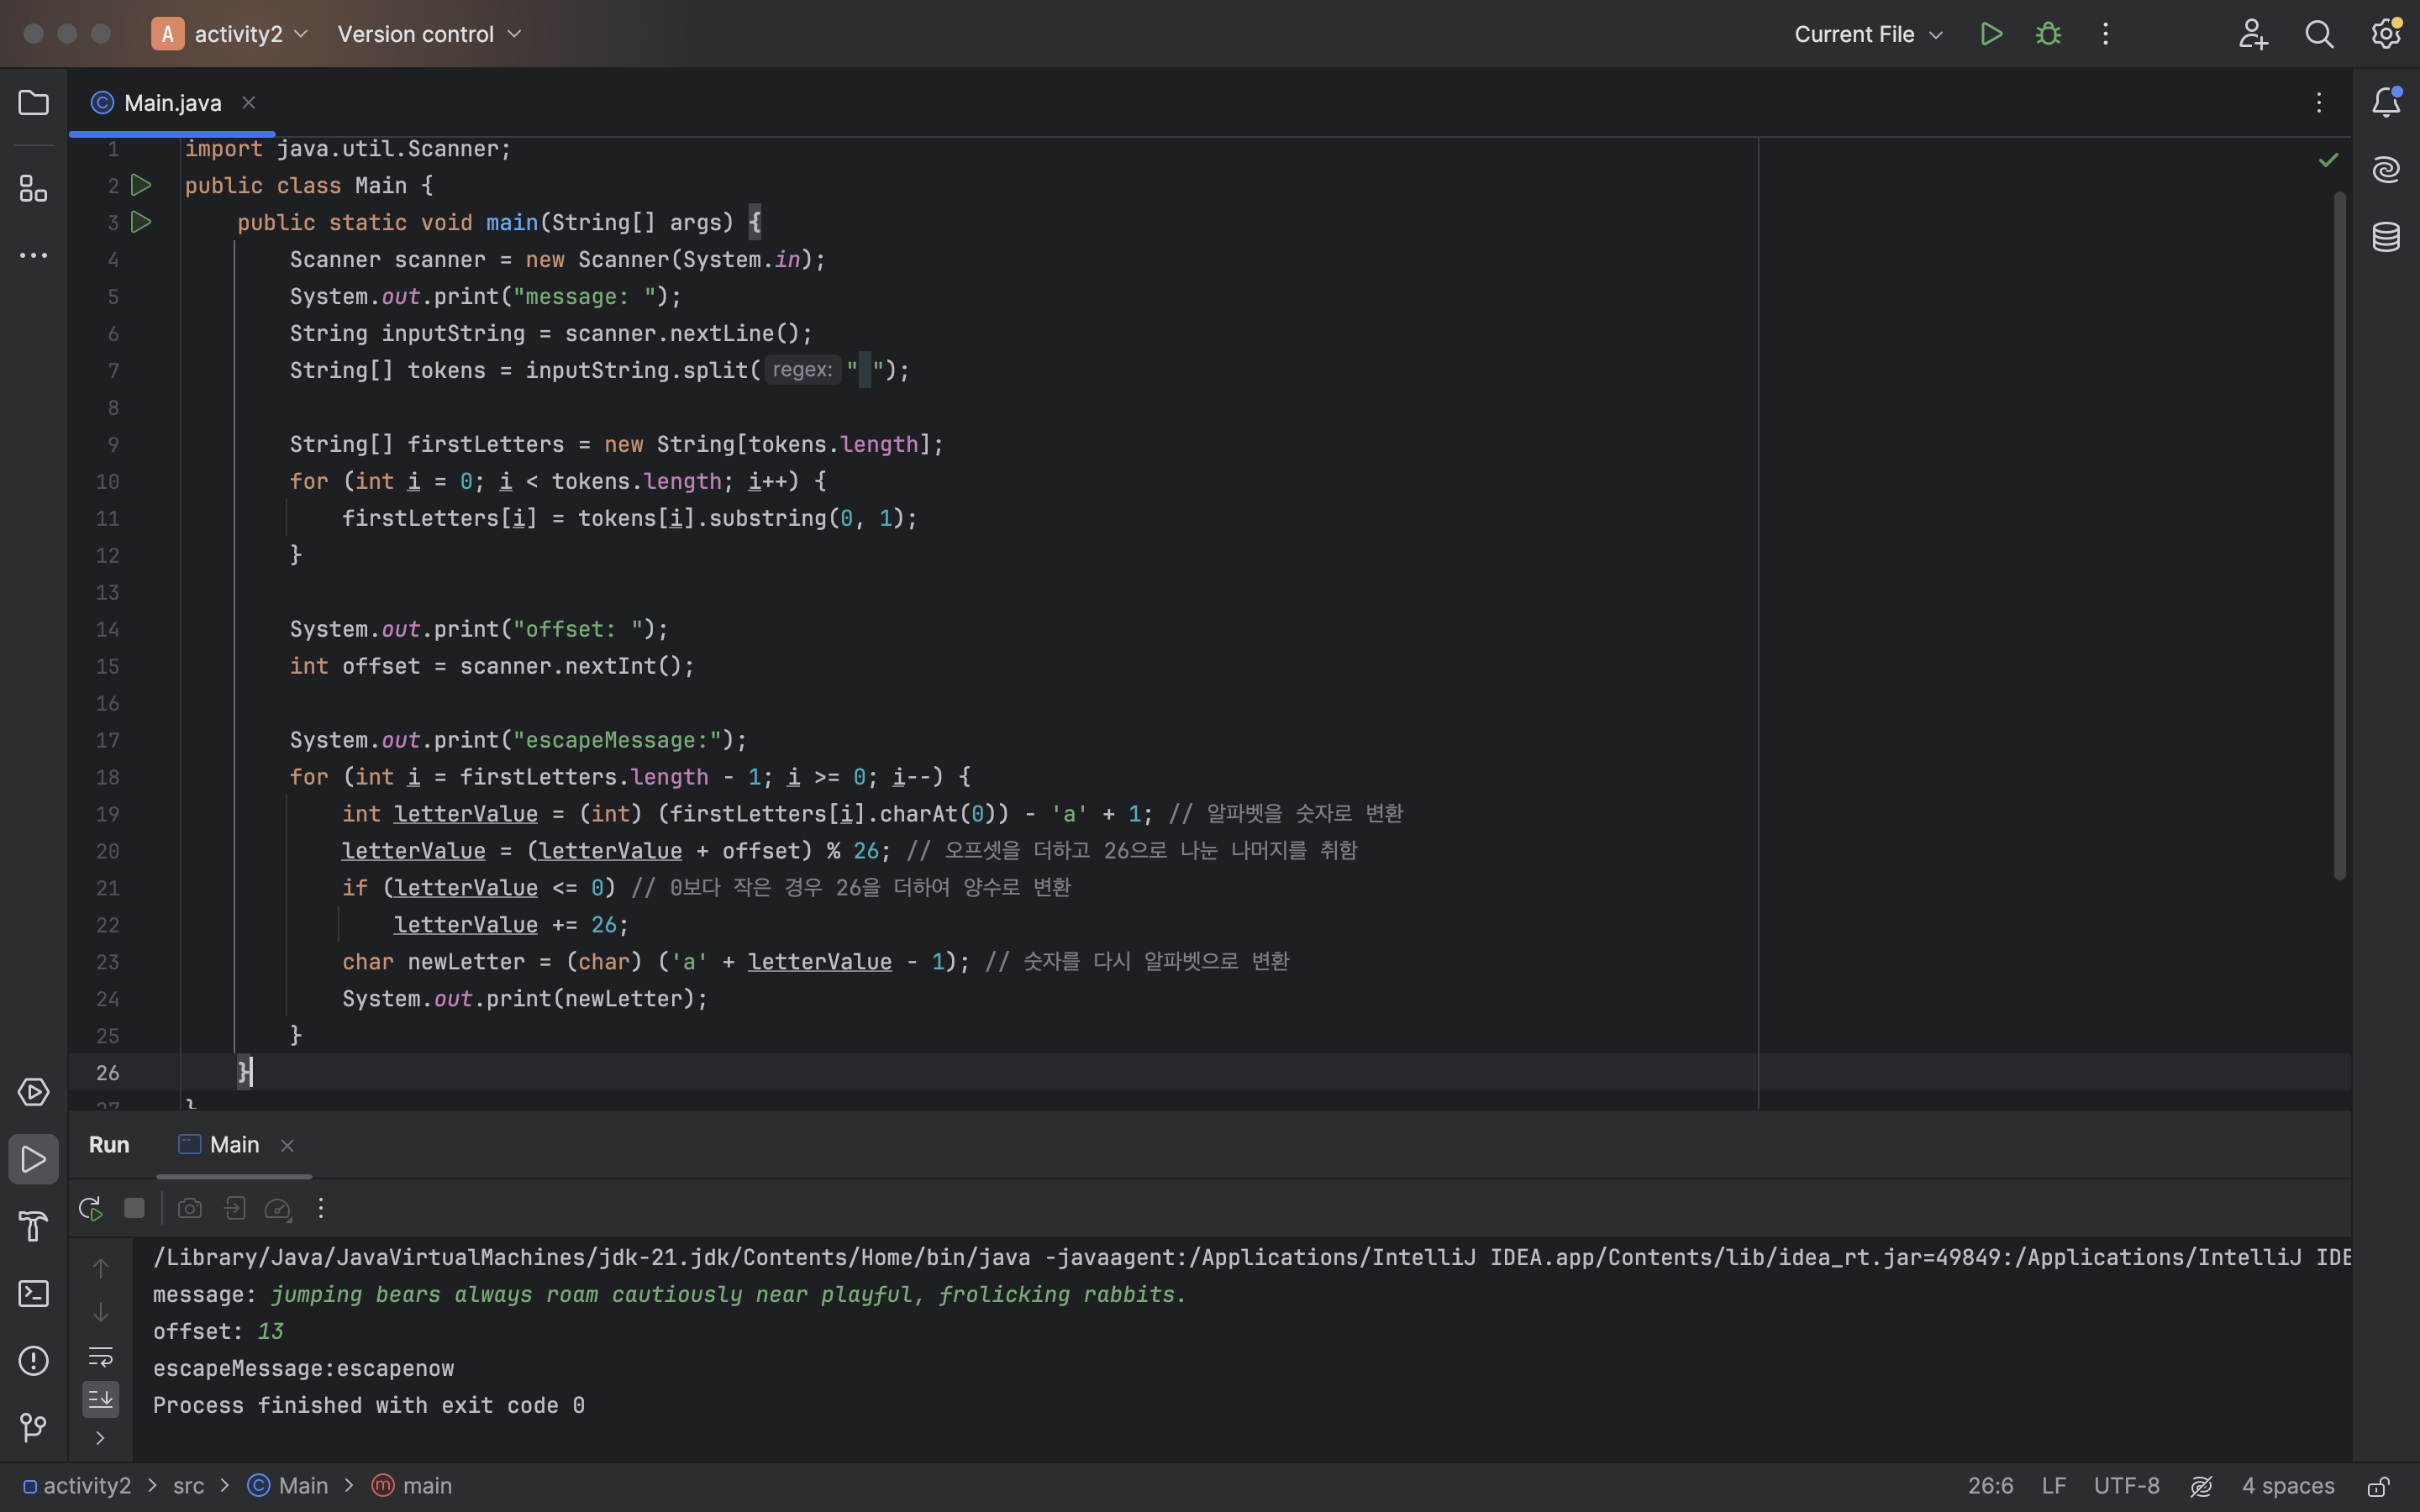 A activity2 Version control Current File
Main.java
1 import java.util.Scanner;
2 public class Main {
3 public static void main(String[] args) {
4 Scanner scanner = new Scanner(System.in);
5 System.out.print("message: ");
6 String inputString = scanner.nextLine();
7 String[] tokens = inputString.split( regex: " ");
8
9 String[] firstLetters = new String[tokens.length];
10 for (int i = 0; i < tokens.length; i++) {
11 firstLetters[i] = tokens[i].substring(0, 1);
12 }
13
14 System.out.print("offset: ");
15 int offset = scanner.nextInt();
16
17 System.out.print("escapeMessage:");
18 for (int i = firstLetters.length - 1; i >= 0; i--) {
19 int letterValue = (int) (firstLetters[i].charAt(0)) - 'a' + 1; // 알파벳을 숫자로 변환
20 letterValue = (letterValue + offset) % 26; // 오프셋을 더하고 26으로 나눈 나머지를 취함
21 if (letterValue <= 0) // 0보다 작은 경우 26을 더하여 양수로 변환
22 letterValue += 26;
23 char newLetter = (char) ('a' + letterValue - 1); // 숫자를 다시 알파벳으로 변환
24 System.out.print(newLetter);
25 }
26 }
27 }
Run Main
/Library/Java/JavaVirtualMachines/jdk-21.jdk/Contents/Home/bin/java -javaagent:/Applications/IntelliJ IDEA.app/Contents/lib/idea_rt.jar=49849:/Applications/IntelliJ IDE
message: jumping bears always roam cautiously near playful, frolicking rabbits.
offset: 13
escapeMessage:escapenow
Process finished with exit code 0
activity2 > src > Main > main 26:6 LF UTF-8 4 spaces